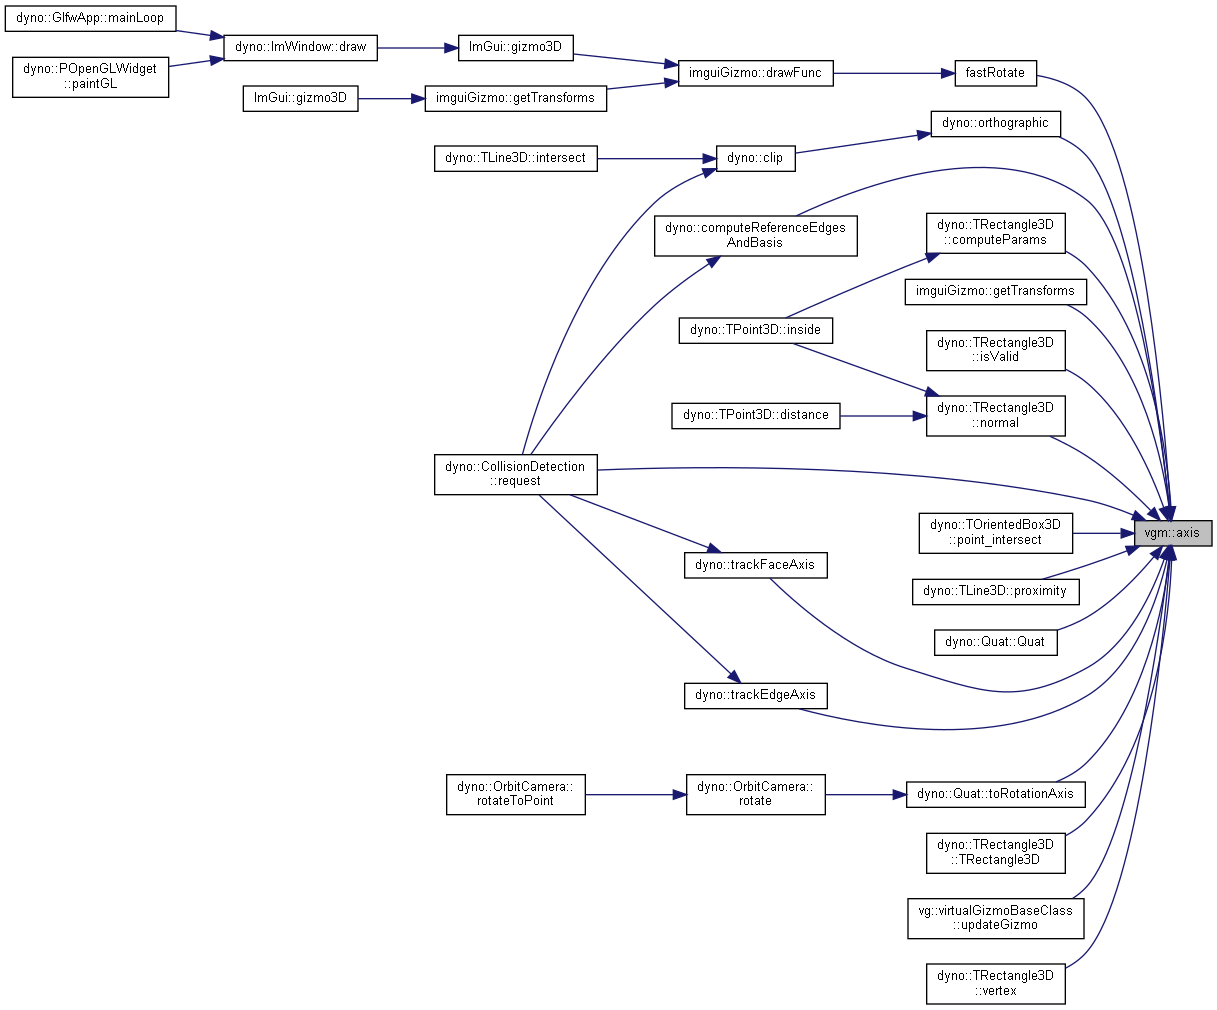 dyno::GlfwApp::mainLoop
dyno::POpenGLWidget
::paintGL
dyno::ImWindow::draw
ImGui::gizmo3D
ImGui::gizmo3D
imguiGizmo::drawFunc
imguiGizmo::getTransforms
fastRotate
dyno::orthographic
dyno::TLine3D::intersect
dyno::clip
dyno::computeReferenceEdges
AndBasis
dyno::TRectangle3D
::computeParams
imguiGizmo::getTransforms
dyno::TPoint3D::inside
dyno::TRectangle3D
::isValid
dyno::TPoint3D::distance
dyno::TRectangle3D
::normal
dyno::CollisionDetection
::request
dyno::TOrientedBox3D
::point_intersect
vgm::axis
dyno::trackFaceAxis
dyno::TLine3D::proximity
dyno::Quat::Quat
dyno::trackEdgeAxis
dyno::OrbitCamera::
rotateToPoint
dyno::OrbitCamera::
rotate
dyno::Quat::toRotationAxis
dyno::TRectangle3D
::TRectangle3D
vg::virtualGizmoBaseClass
::updateGizmo
dyno::TRectangle3D
::vertex